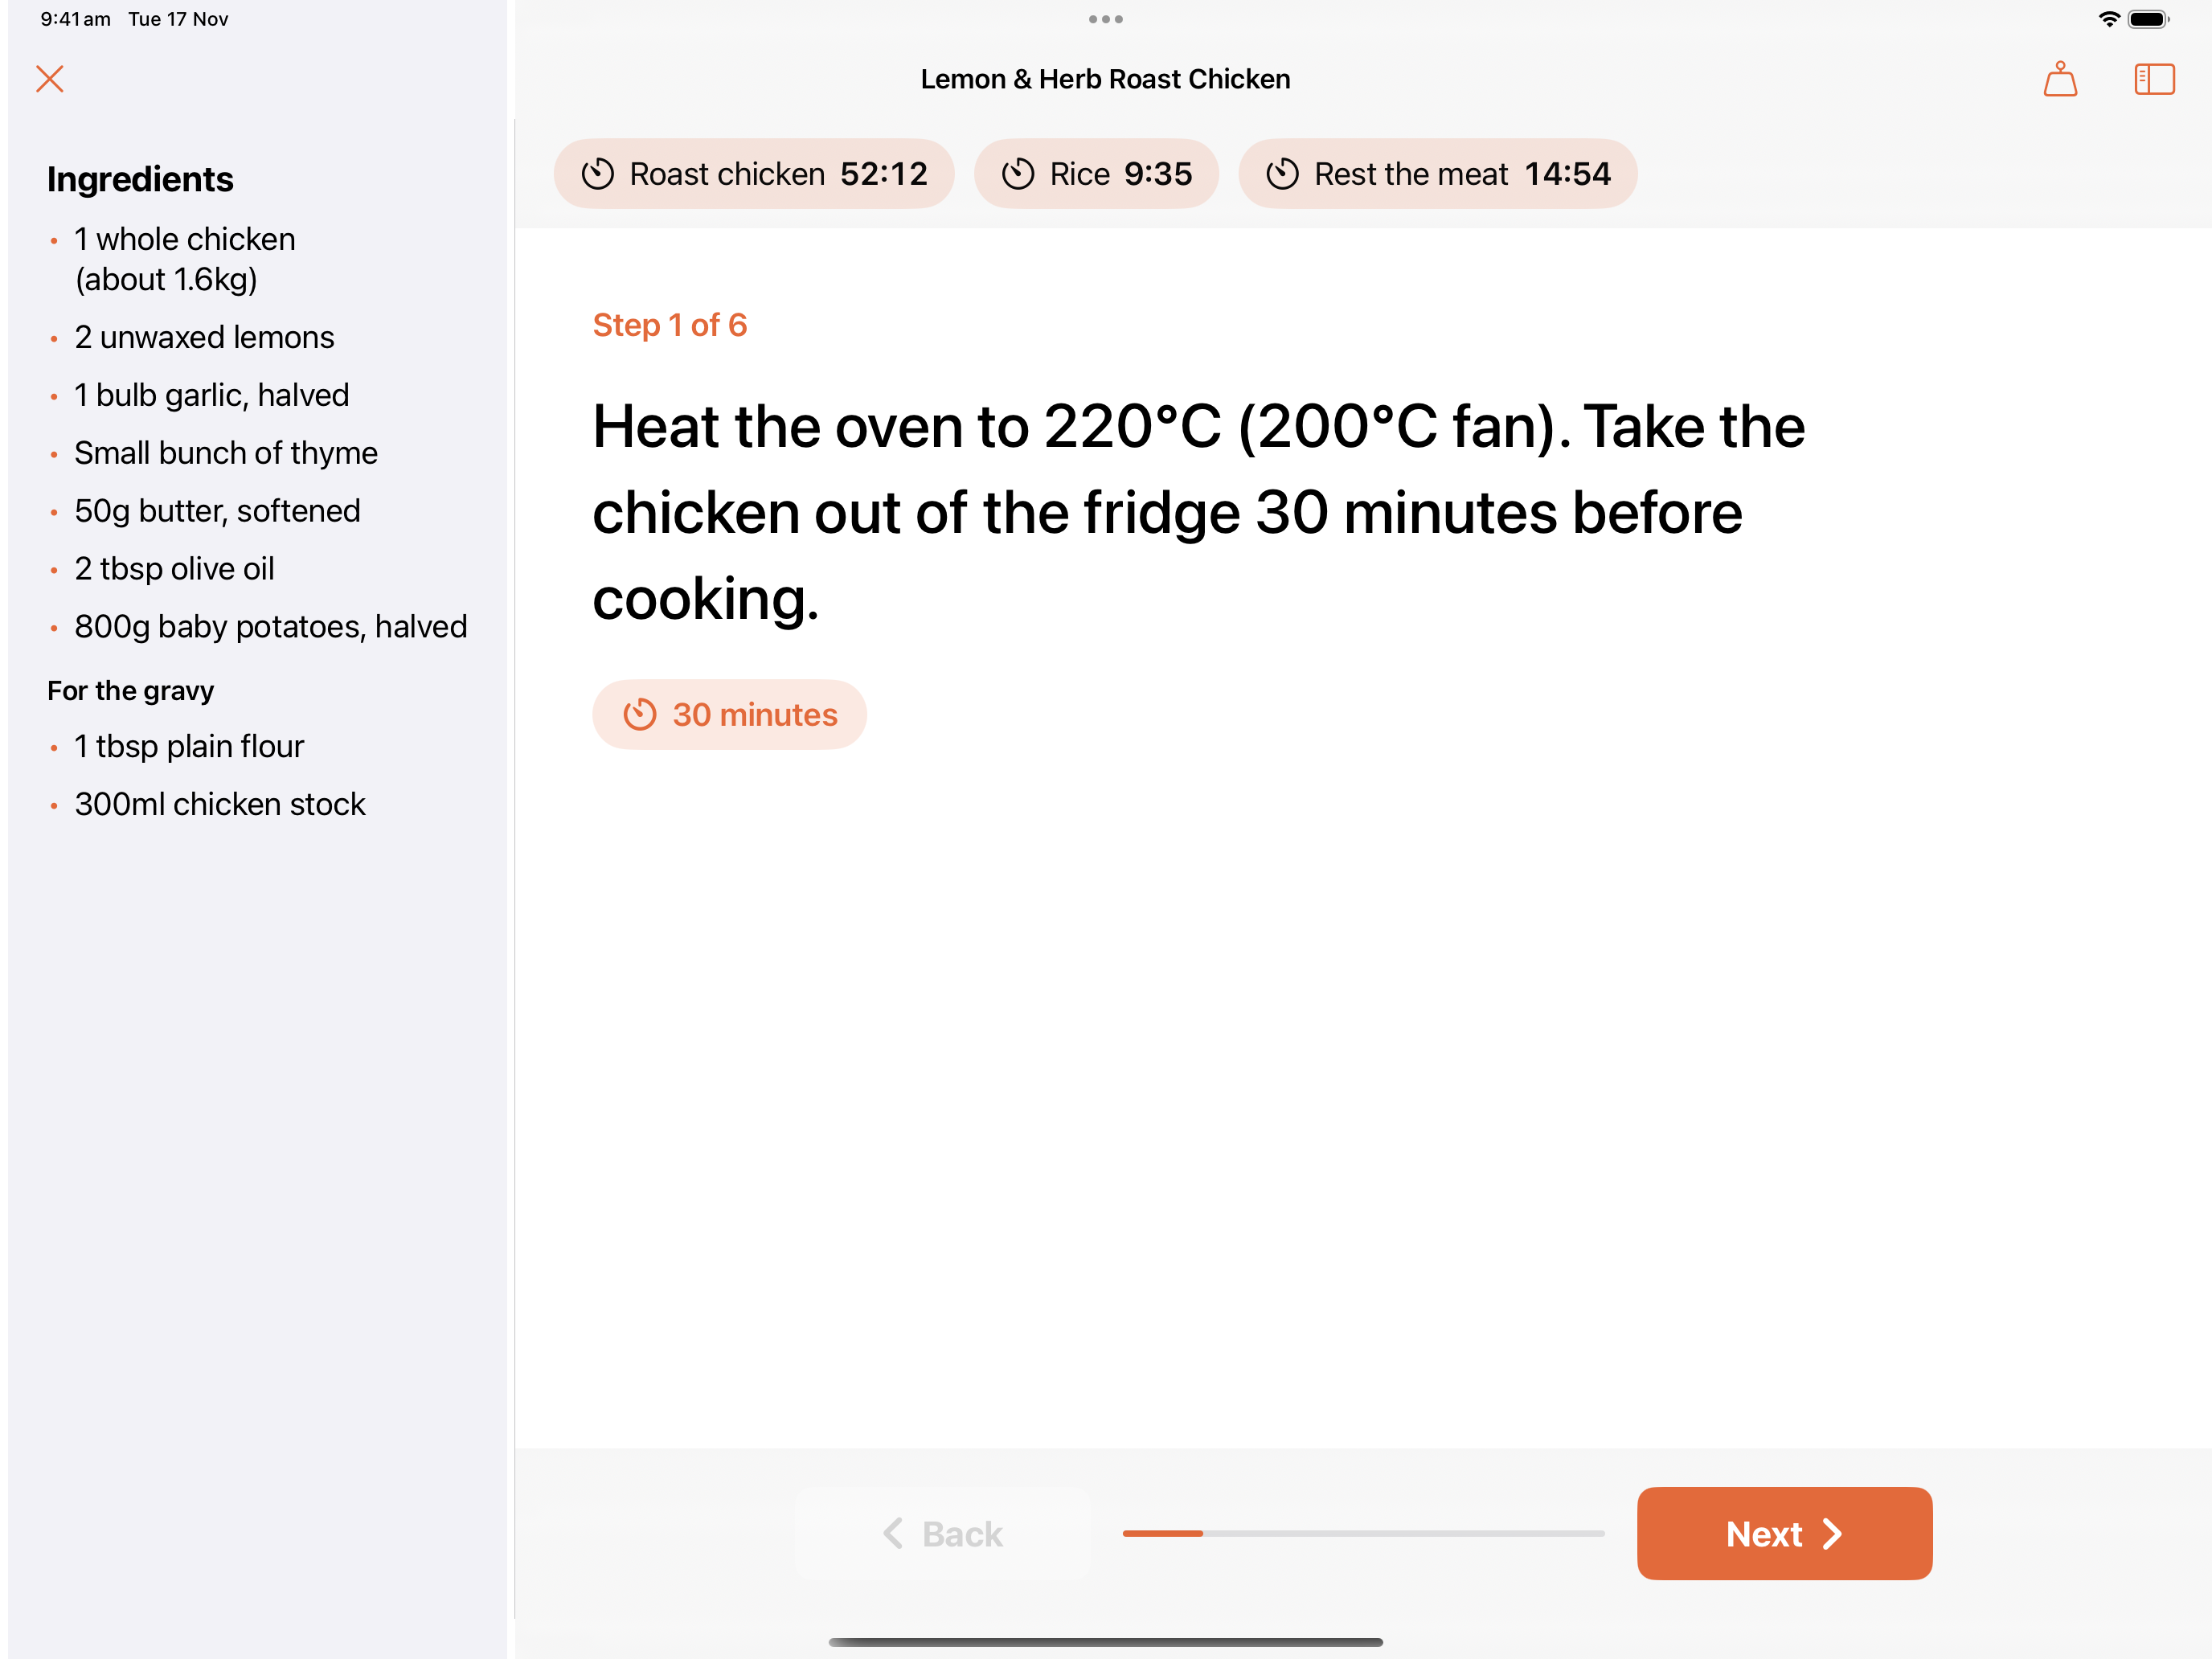 9:41 am Tue 17 Nov
Lemon & Herb Roast Chicken
Ingredients
• 1 whole chicken
(about 1.6kg)
• 2 unwaxed lemons
• 1 bulb garlic, halved
• Small bunch of thyme
• 50g butter, softened
• 2 tbsp olive oil
• 800g baby potatoes, halved
For the gravy
• 1 tbsp plain flour
• 300ml chicken stock
Roast chicken 52:12
Rice 9:35
Rest the meat 14:54
Step 1 of 6
Heat the oven to 220°C (200°C fan). Take the
chicken out of the fridge 30 minutes before
cooking.
30 minutes
Back
Next